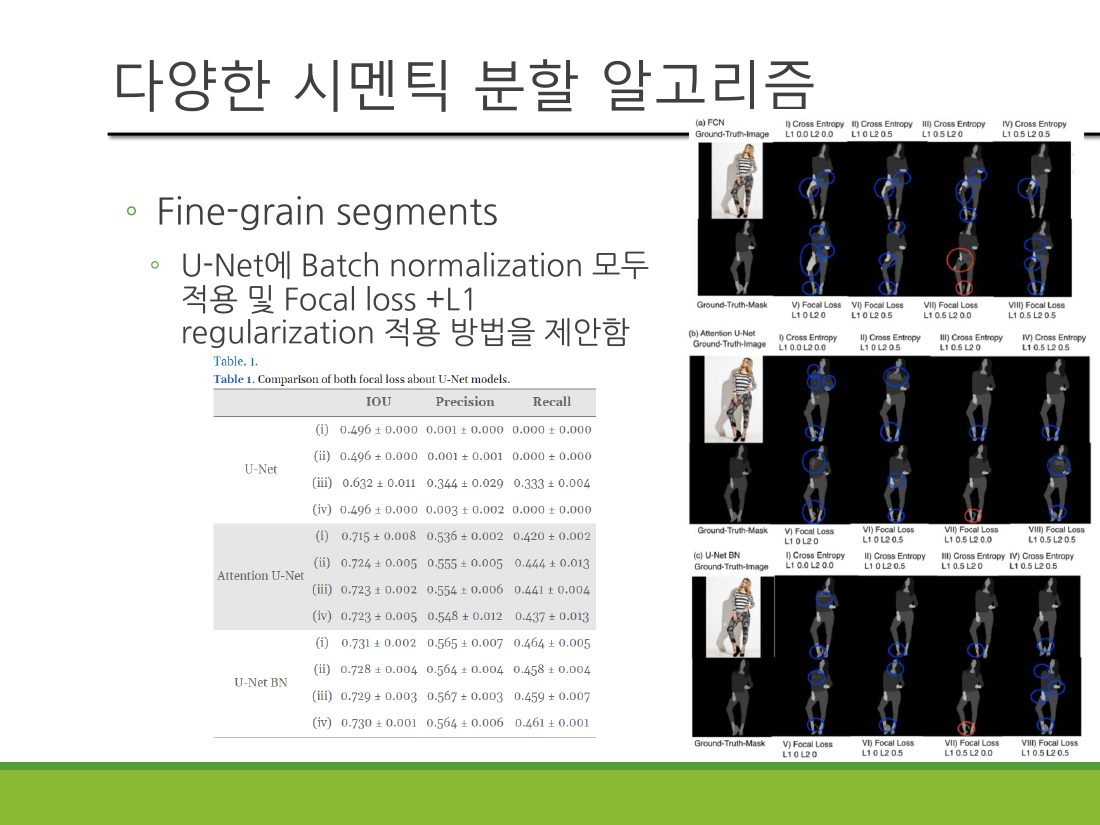 다양한 시멘틱 분할 알고리즘
Fine-grain segments
U-Net에 Batch normalization 모두
적용 및 Focal loss +L1
regularization 적용 방법을 제안함
Table. 1.
Table 1. Comparison of both focal loss about U-Net models.
IOU Precision Recall
U-Net
(i) 0.496 ± 0.000 0.001 ± 0.000 0.000 ± 0.000
(ii) 0.496 ± 0.000 0.001 ± 0.001 0.000 ± 0.000
(iii) 0.632 ± 0.011 0.344 ± 0.029 0.333 ± 0.004
(iv) 0.496 ± 0.000 0.003 ± 0.002 0.000 ± 0.000
Attention U-Net
(i) 0.715 ± 0.008 0.536 ± 0.002 0.420 ± 0.002
(ii) 0.724 ± 0.005 0.555 ± 0.005 0.444 ± 0.013
(iii) 0.723 ± 0.002 0.554 ± 0.006 0.441 ± 0.004
(iv) 0.723 ± 0.005 0.548 ± 0.012 0.437 ± 0.013
U-Net BN
(i) 0.731 ± 0.002 0.565 ± 0.007 0.464 ± 0.005
(ii) 0.728 ± 0.004 0.564 ± 0.004 0.458 ± 0.004
(iii) 0.729 ± 0.003 0.567 ± 0.003 0.459 ± 0.007
(iv) 0.730 ± 0.001 0.564 ± 0.006 0.461 ± 0.001
(a) FCN
Ground-Truth-Image
I) Cross Entropy
L1 0.0 L2 0.0
II) Cross Entropy
L1 0 L2 0.5
III) Cross Entropy
L1 0.5 L2 0
IV) Cross Entropy
L1 0.5 L2 0.5
Ground-Truth-Mask
V) Focal Loss
L1 0 L2 0
VI) Focal Loss
L1 0 L2 0.5
VII) Focal Loss
L1 0.5 L2 0.0
VIII) Focal Loss
L1 0.5 L2 0.5
(b) Attention U-Net
Ground-Truth-Image
I) Cross Entropy
L1 0.0 L2 0.0
II) Cross Entropy
L1 0 L2 0.5
III) Cross Entropy
L1 0.5 L2 0
IV) Cross Entropy
L1 0.5 L2 0.5
Ground-Truth-Mask
V) Focal Loss
L1 0 L2 0
VI) Focal Loss
L1 0 L2 0.5
VII) Focal Loss
L1 0.5 L2 0.0
VIII) Focal Loss
L1 0.5 L2 0.5
(c) U-Net BN
Ground-Truth-Image
I) Cross Entropy
L1 0.0 L2 0.0
II) Cross Entropy
L1 0 L2 0.5
III) Cross Entropy
L1 0.5 L2 0
IV) Cross Entropy
L1 0.5 L2 0.5
Ground-Truth-Mask
V) Focal Loss
L1 0 L2 0
VI) Focal Loss
L1 0 L2 0.5
VII) Focal Loss
L1 0.5 L2 0.0
VIII) Focal Loss
L1 0.5 L2 0.5